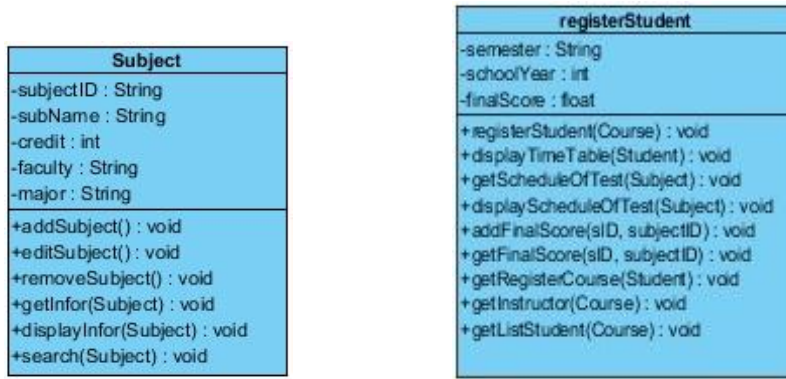 Subject
-subjectID : String
-subName : String
-credit : int
-faculty : String
-major : String
+addSubject() : void
+editSubject() : void
+removeSubject() : void
+getInfor(Subject) : void
+displayInfor(Subject) : void
+search(Subject) : void
registerStudent
-semester : String
-schoolYear : int
-finalScore : float
+registerStudent(Course) : void
+displayTimeTable(Student) : void
+getScheduleOfTest(Subject) : void
+displayScheduleOfTest(Subject) : void
+addFinalScore(sID, subjectID) : void
+getFinalScore(sID, subjectID) : void
+getRegisterCourse(Student) : void
+getInstructor(Course) : void
+getListStudent(Course) : void